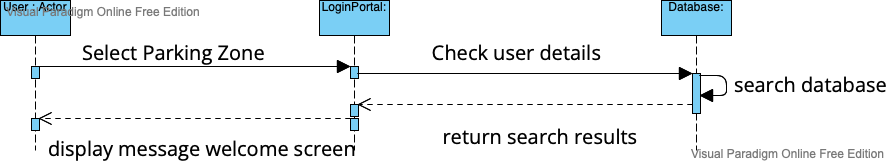 User : Actor
LoginPortal:
Database:
Visual Paradigm Online Free Edition
Select Parking Zone
Check user details
search database
return search results
display message welcome screen
Visual Paradigm Online Free Edition